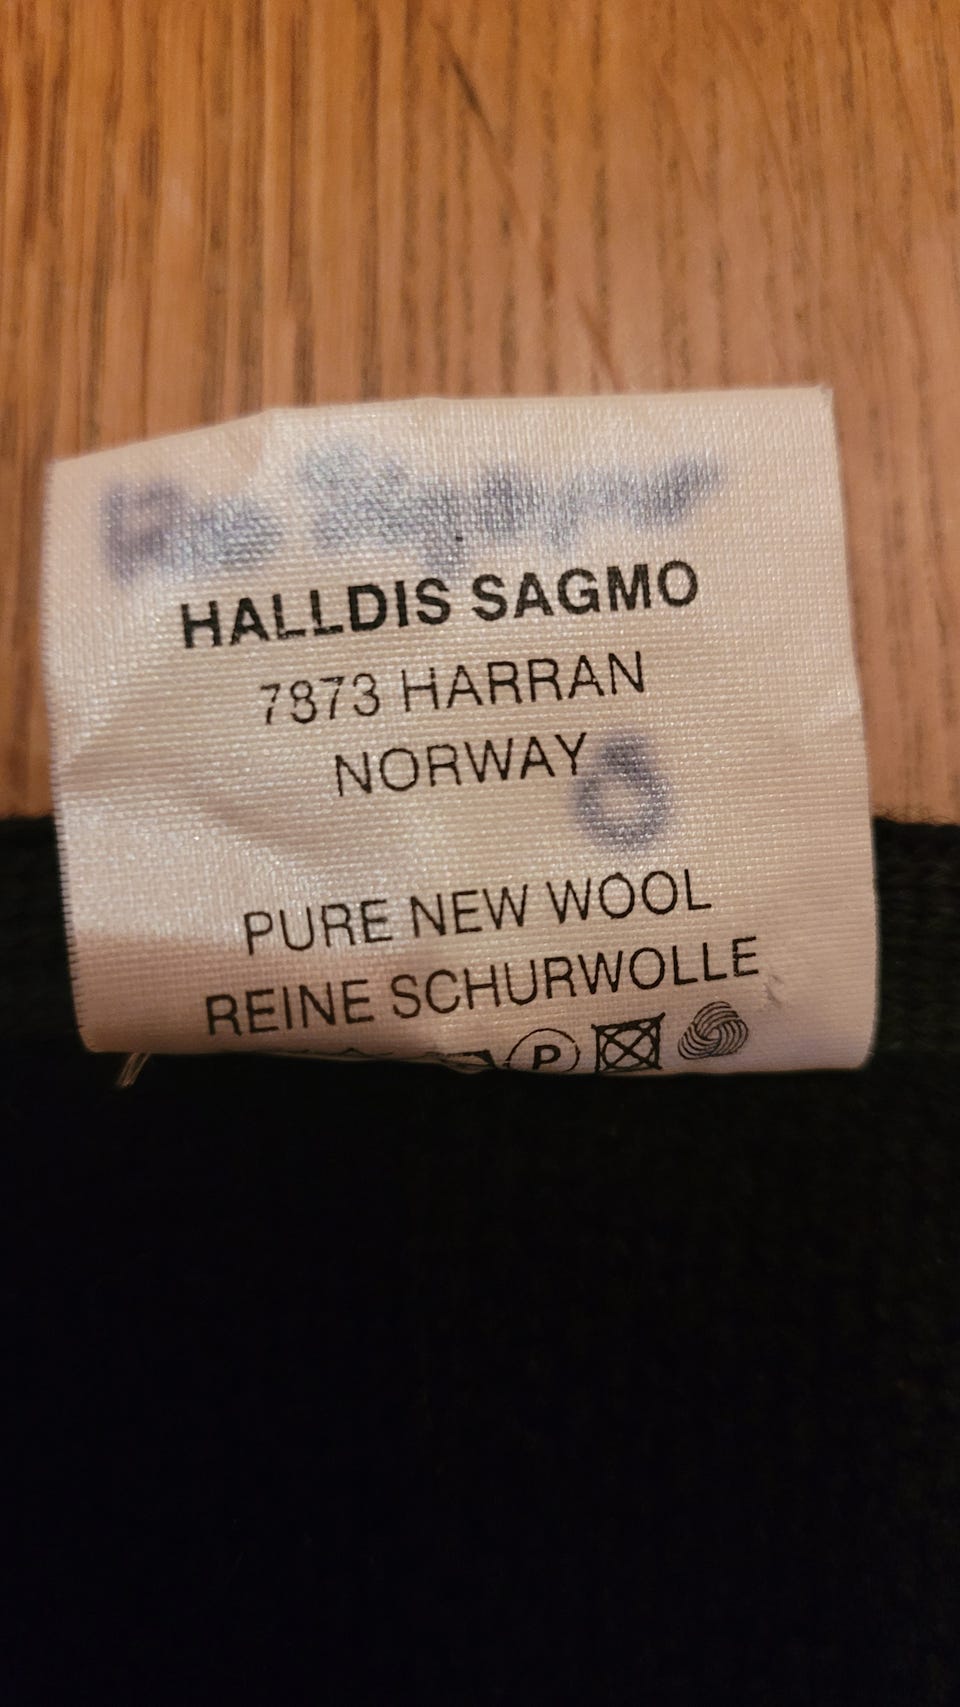 HALLDIS SAGMO
7873 HARRAN
NORWAY
PURE NEW WOOL
REINE SCHURWOLLE
P